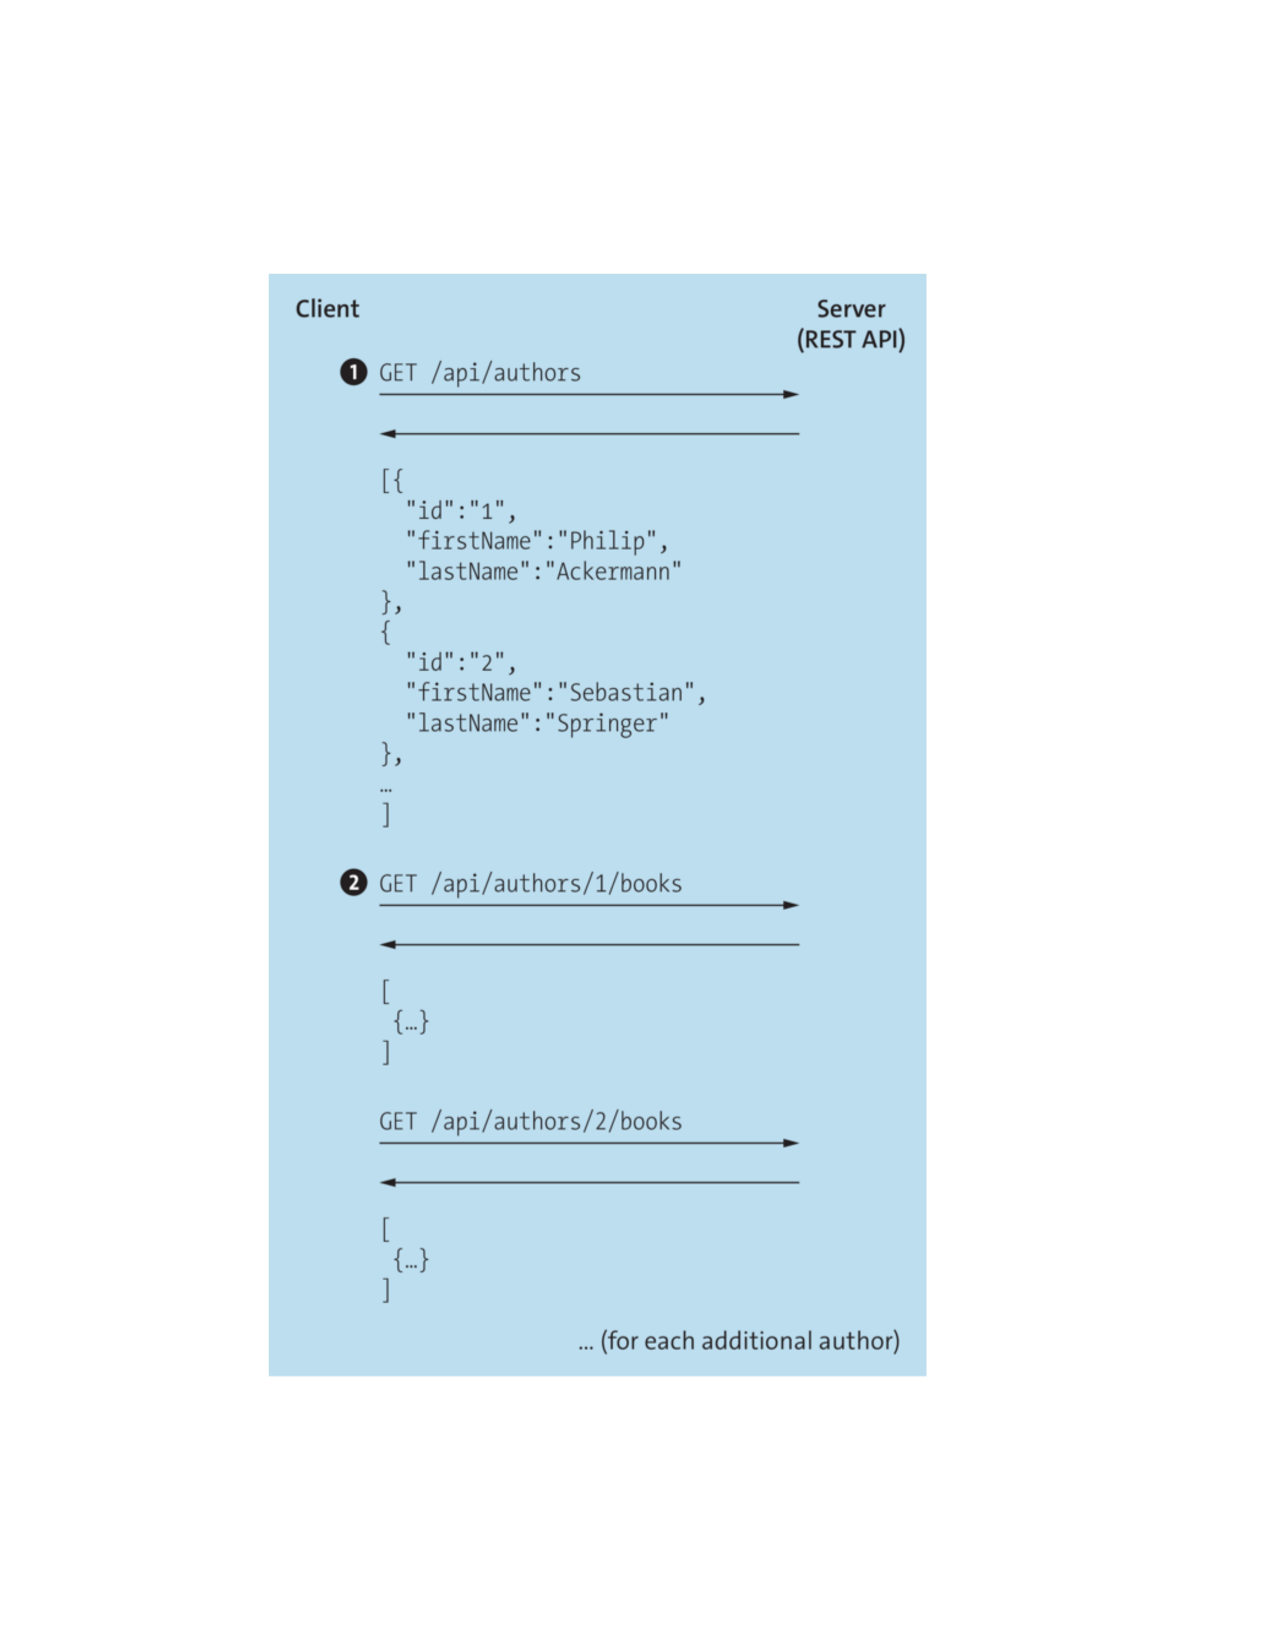 Client
Server
(REST API)
1 GET /api/authors
[{
"id":"1",
"firstName":"Philip",
"lastName":"Ackermann"
},
{
"id":"2",
"firstName":"Sebastian",
"lastName":"Springer"
},
…
]
2 GET /api/authors/1/books
[
{…}
]
GET /api/authors/2/books
[
{…}
]
… (for each additional author)